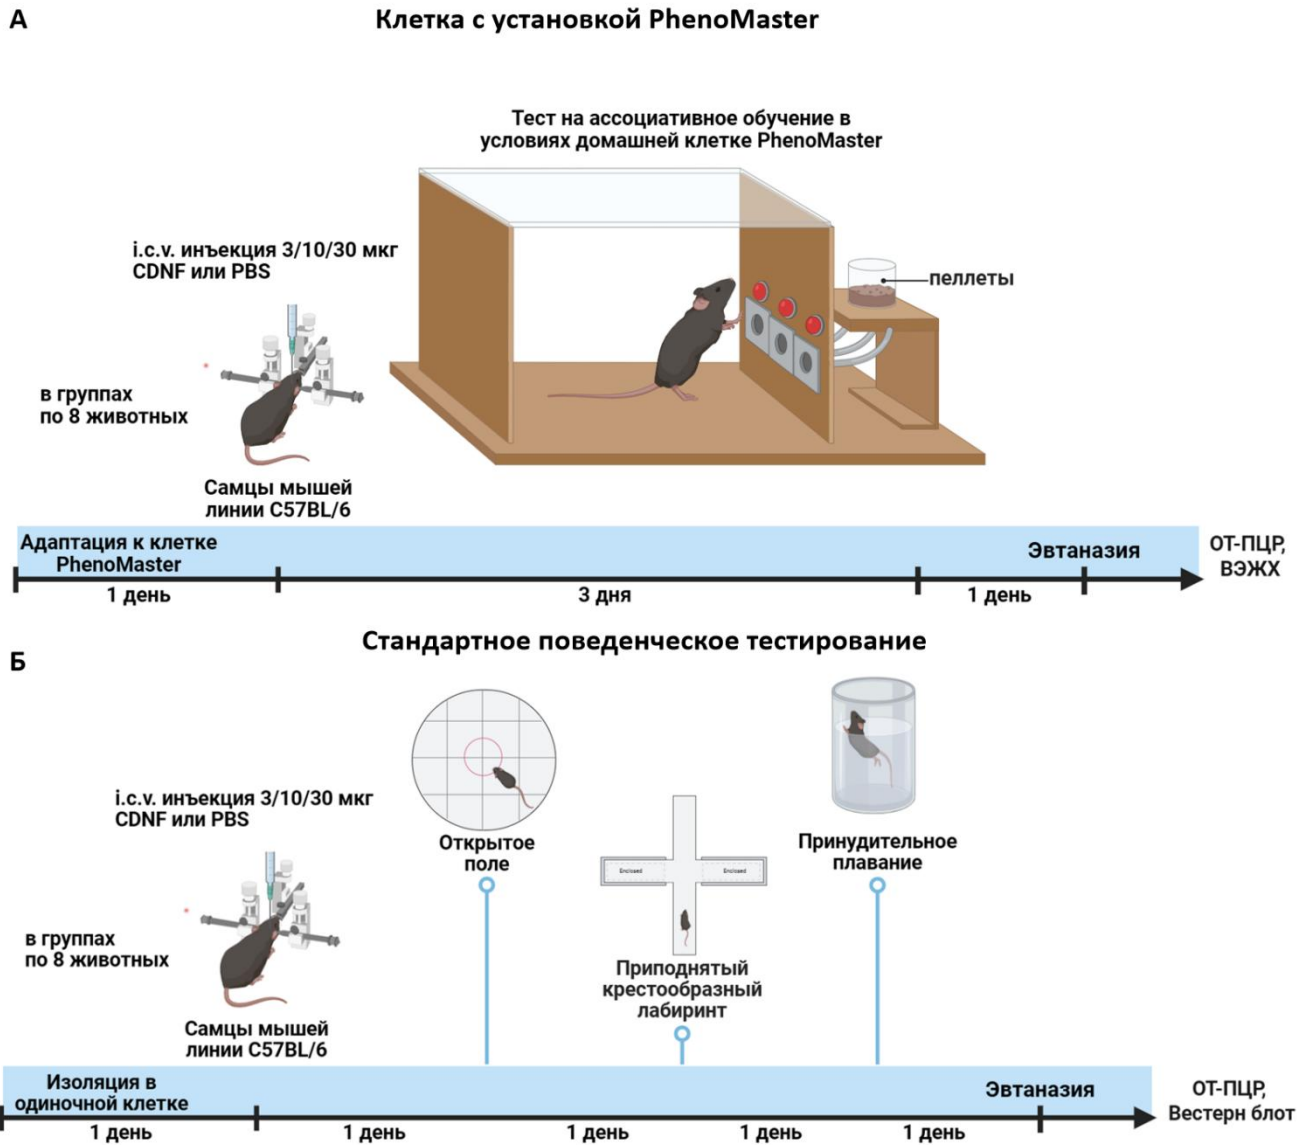 А
Клетка с установкой PhenoMaster
Тест на ассоциативное обучение в
условиях домашней клетке PhenoMaster
i.c.v. инъекция 3/10/30 мкг
CDNF или PBS
пеллеты
в группах
по 8 животных
Самцы мышей
линии C57BL/6
Адаптация к клетке
PhenoMaster
Эвтаназия
ОТ-ПЦР,
ВЭЖХ
1 день
3 дня
1 день
Стандартное поведенческое тестирование
Б
i.c.v. инъекция 3/10/30 мкг
CDNF или PBS
Открытое
поле
Принудительное
плавание
Enclosed
Enclosed
в группах
по 8 животных
Приподнятый
крестообразный
лабиринт
Самцы мышей
линии C57BL/6
Изоляция в
одиночной клетке
Эвтаназия
ОТ-ПЦР,
Вестерн блот
1 день
1 день
1 день
1 день
1 день